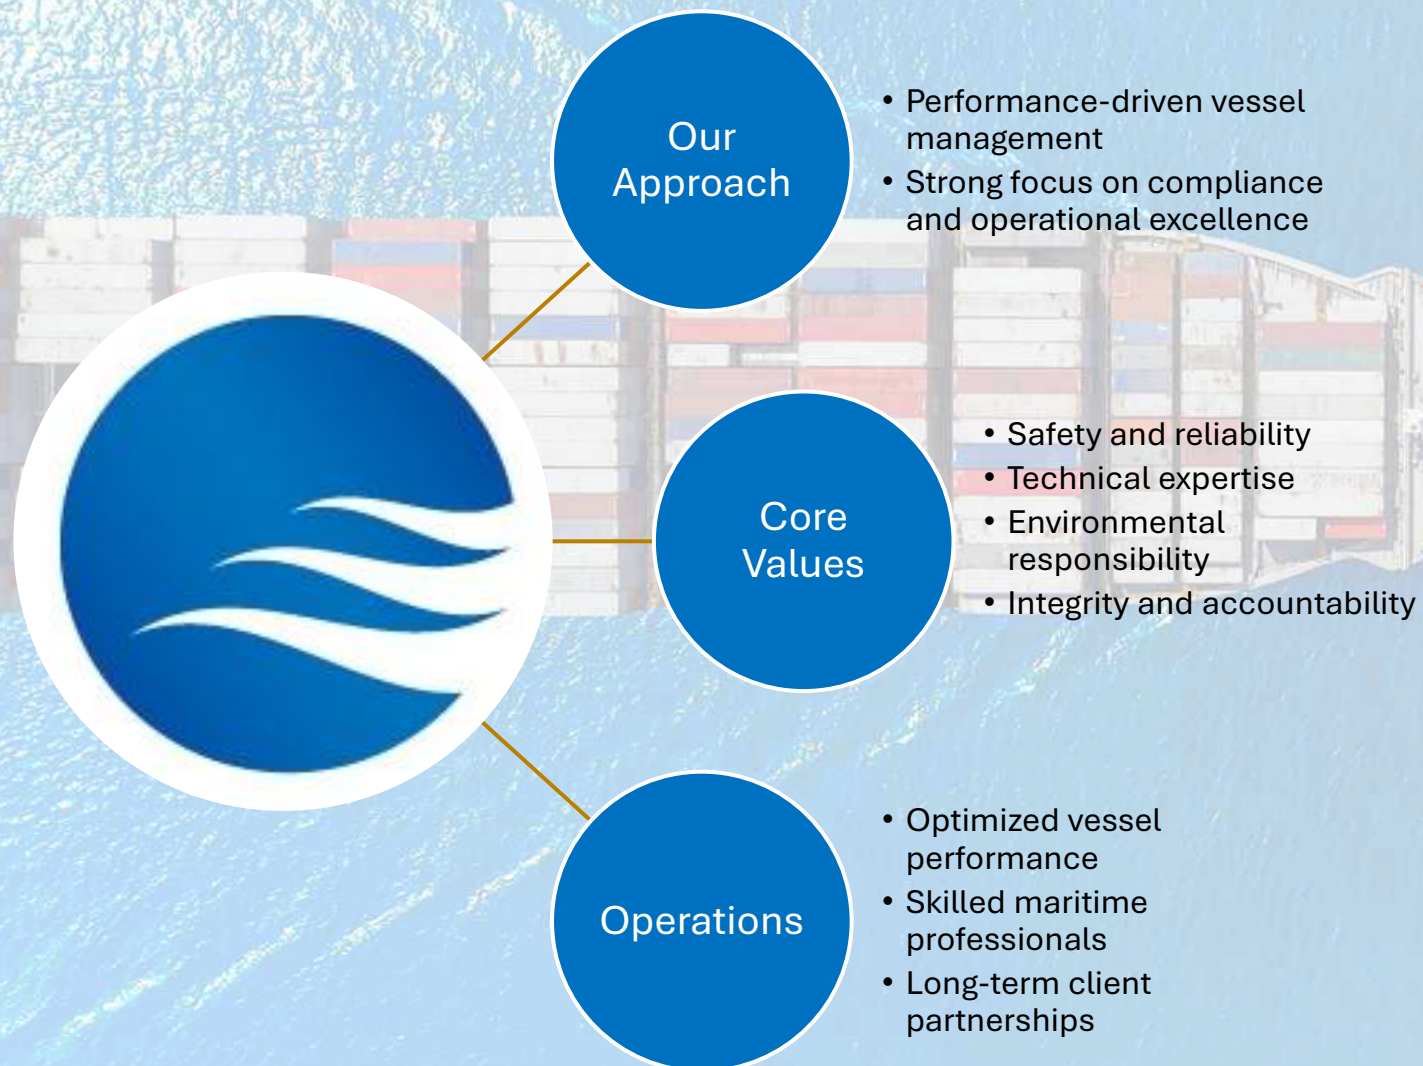 Our
Approach
• Performance-driven vessel
management
• Strong focus on compliance
and operational excellence
Core
Values
• Safety and reliability
• Technical expertise
• Environmental
responsibility
• Integrity and accountability
Operations
• Optimized vessel
performance
• Skilled maritime
professionals
• Long-term client
partnerships